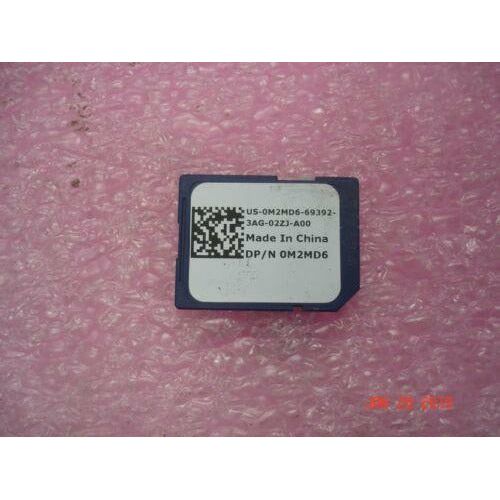 US-0M2MD6-69392-
3AG-02ZJ-A00
Made In China
DP/N 0M2MD6